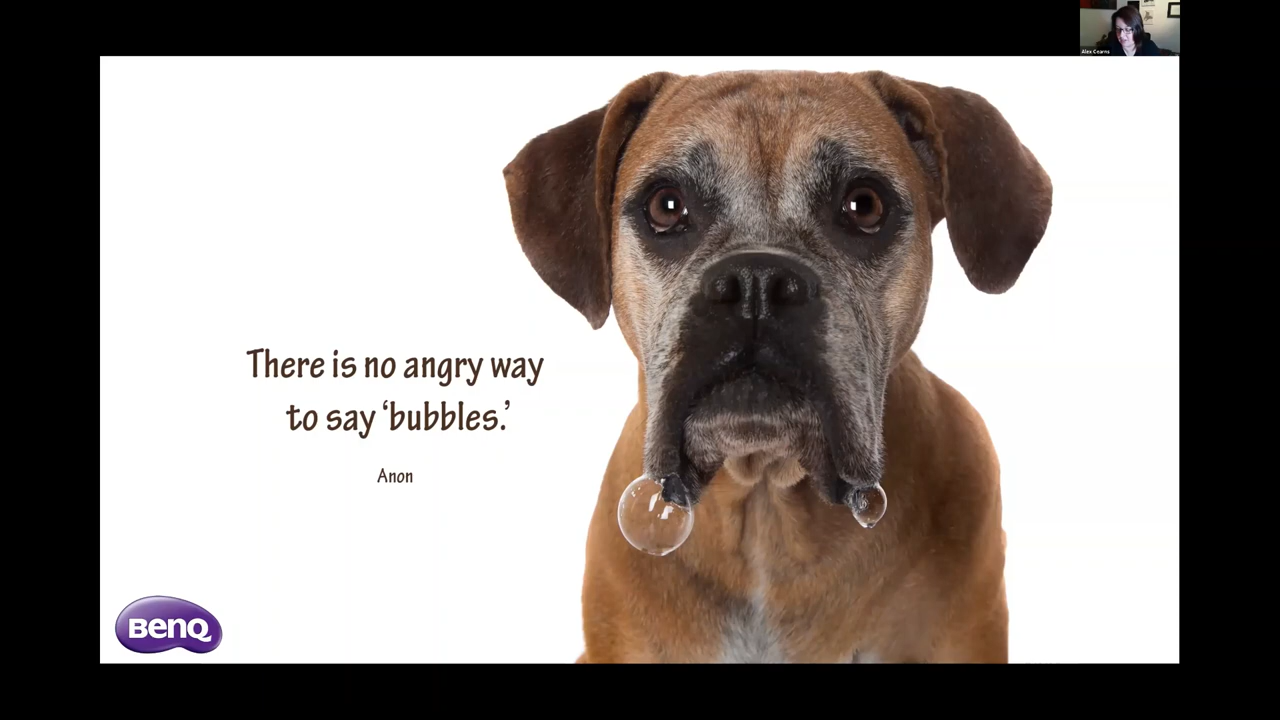 Alex Cearns
There is no angry way
to say ‘bubbles.’
Anon
BenQ